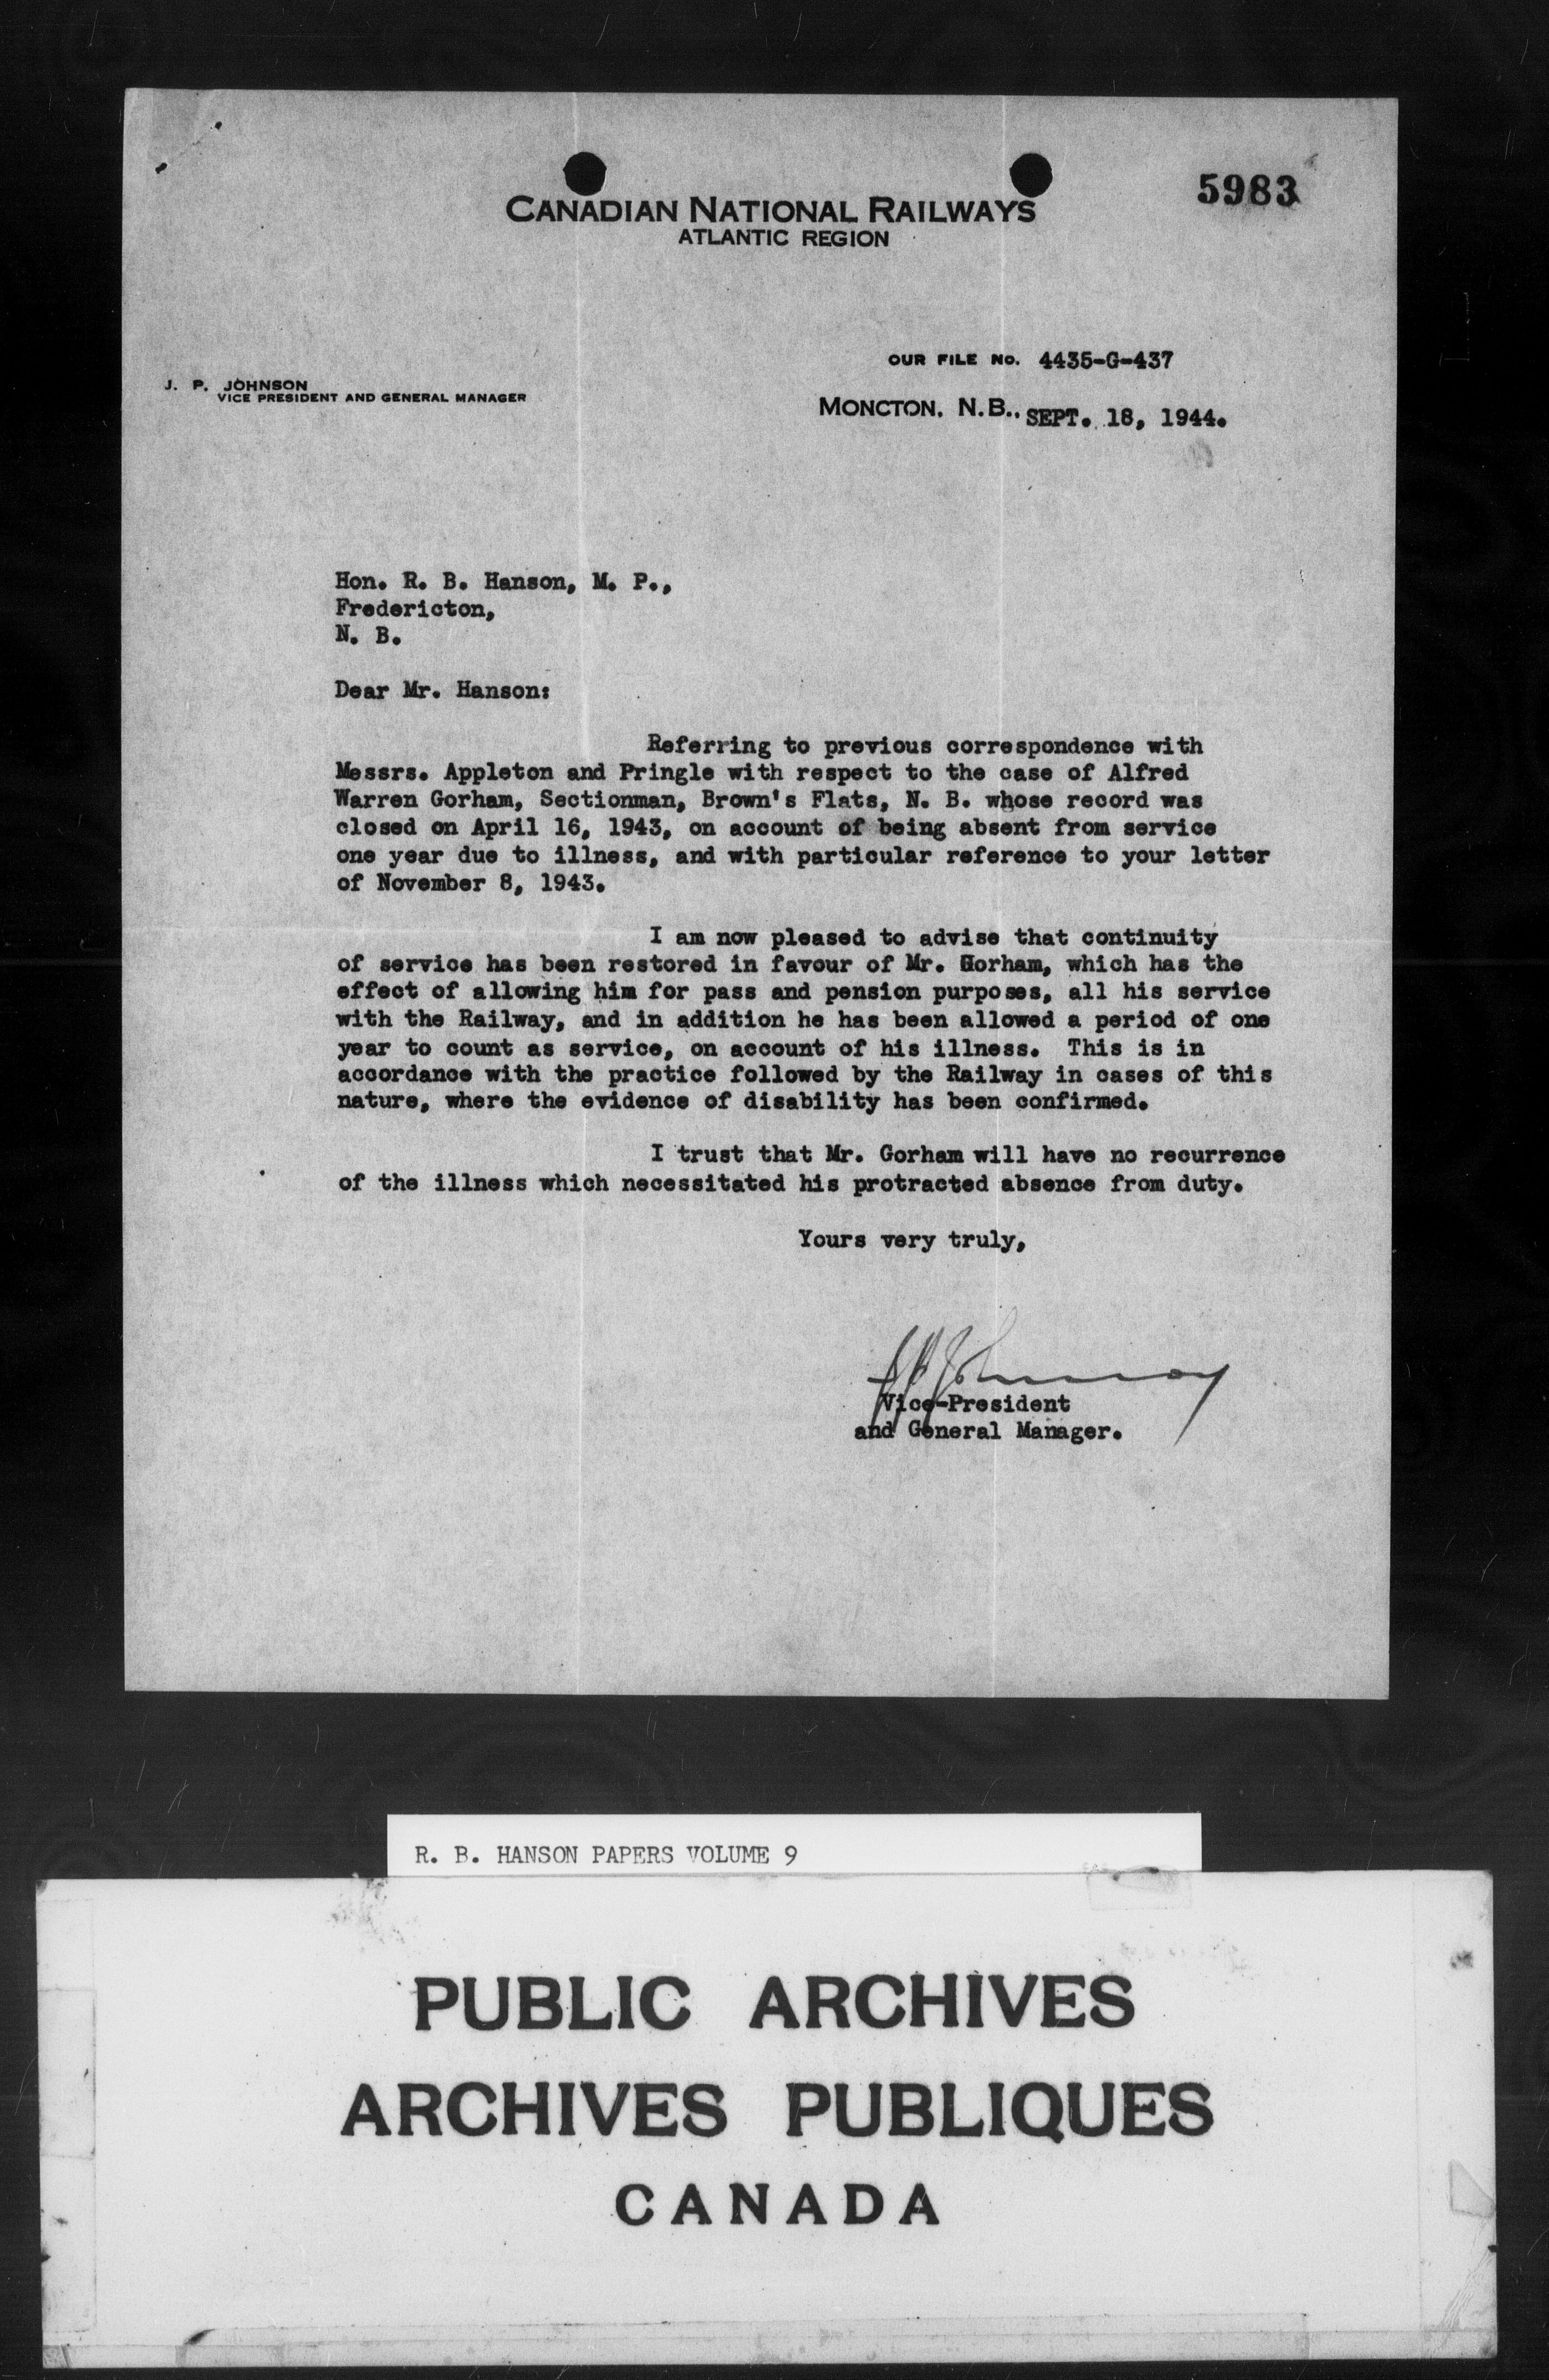 5983
CANADIAN NATIONAL RAILWAYS
ATLANTIC REGION
OUR FILE No. 4435-G-437
J. P. JOHNSON
VICE PRESIDENT AND GENERAL MANAGER
MONCTON, N.B., SEPT. 18, 1944.
Hon. R. B. Hanson, M. P.,
Fredericton,
N. B.
Dear Mr. Hanson:
Referring to previous correspondence with
Messrs. Appleton and Pringle with respect to the case of Alfred
Warren Gorham, Sectionman, Brown's Flats, N. B. whose record was
closed on April 16, 1943, on account of being absent from service
one year due to illness, and with particular reference to your letter
of November 8, 1943.
I am now pleased to advise that continuity
of service has been restored in favour of Mr. Gorham, which has the
effect of allowing him for pass and pension purposes, all his service
with the Railway, and in addition he has been allowed a period of one
year to count as service, on account of his illness. This is in
accordance with the practice followed by the Railway in cases of this
nature, where the evidence of disability has been confirmed.
I trust that Mr. Gorham will have no recurrence
of the illness which necessitated his protracted absence from duty.
Yours very truly,
J P Johnson
Vice-President
and General Manager.
R. B. HANSON PAPERS VOLUME 9
PUBLIC ARCHIVES
ARCHIVES PUBLIQUES
CANADA